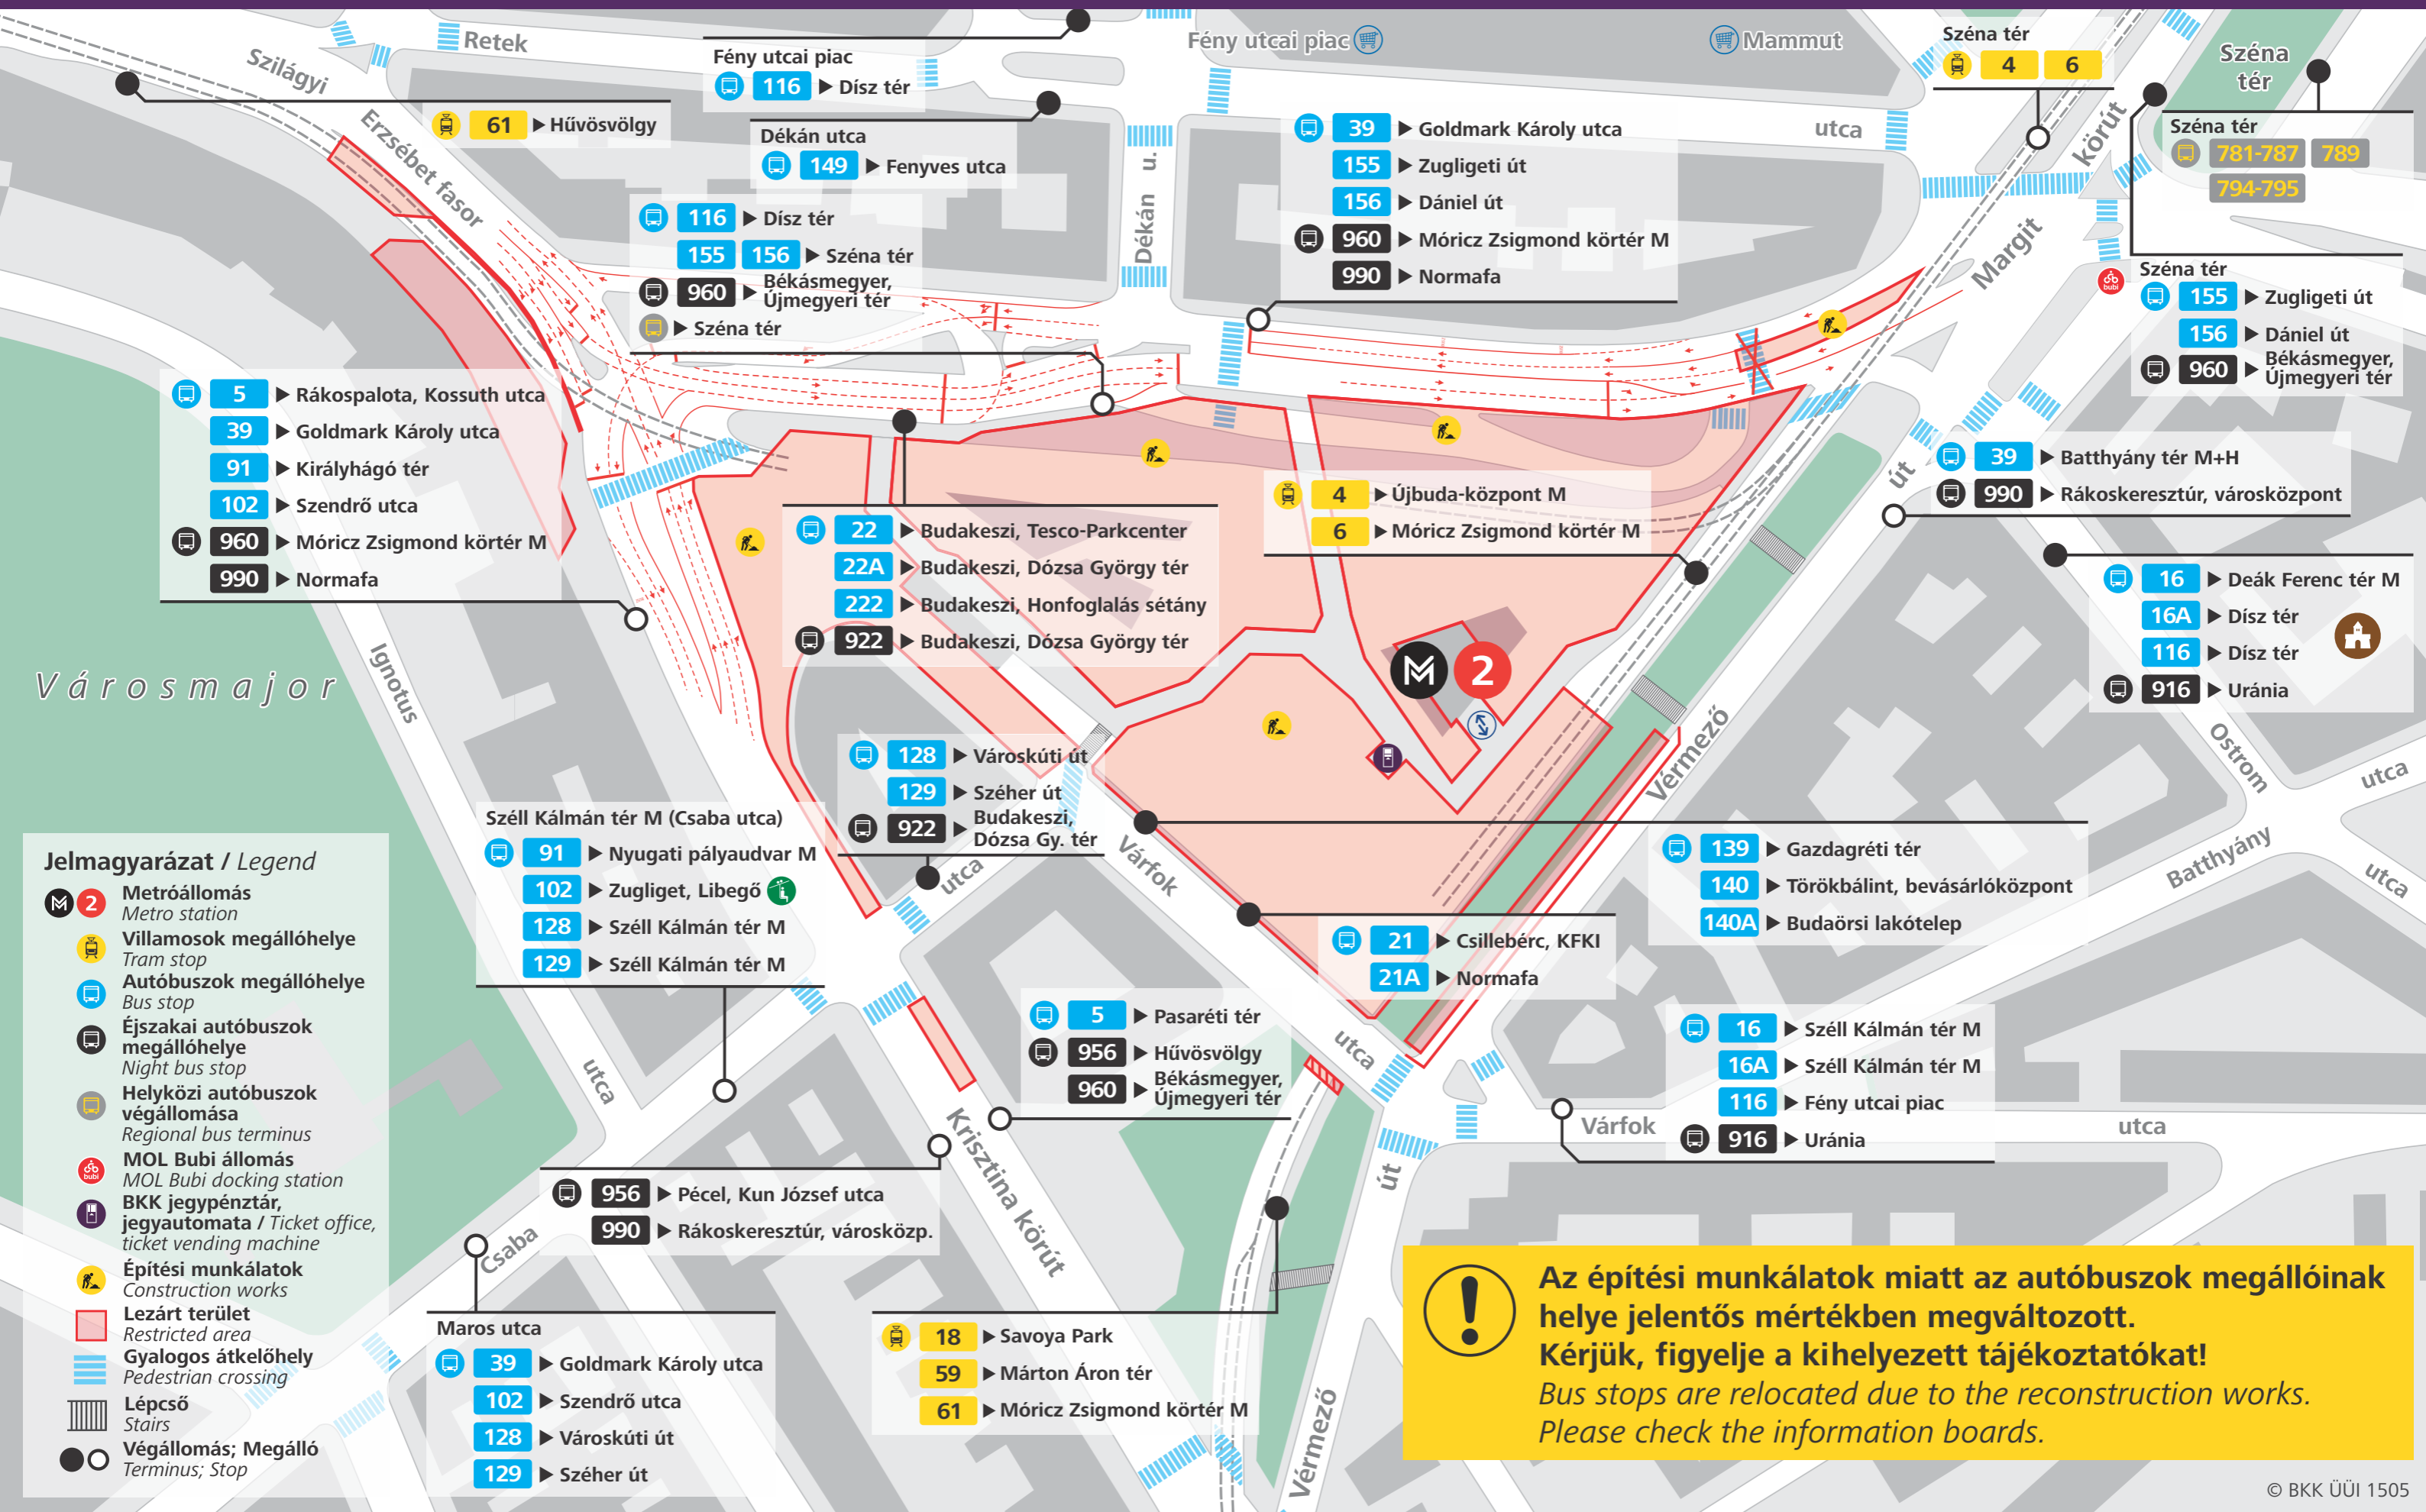 Retek
Szilágyi
Erzsébet fasor
Fény utcai piac
116 Dísz tér
61 Hűvösvölgy
Dékán utca
149 Fenyves utca
116 Dísz tér
155 156 Széna tér
960 Békásmegyer,
Újmegyeri tér
Széna tér
Dékán u.
Fény utcai piac
Mammut
utca
39 Goldmark Károly utca
155 Zugligeti út
156 Dániel út
960 Móricz Zsigmond körtér M
990 Normafa
Széna tér
4 6
Széna
tér
Széna tér
781-787 789
794-795
Margit
körút
bubi
Széna tér
155 Zugligeti út
156 Dániel út
960 Békásmegyer,
Újmegyeri tér
5 Rákospalota, Kossuth utca
39 Goldmark Károly utca
91 Királyhágó tér
102 Szendrő utca
960 Móricz Zsigmond körtér M
990 Normafa
22 Budakeszi, Tesco-Parkcenter
22A Budakeszi, Dózsa György tér
222 Budakeszi, Honfoglalás sétány
922 Budakeszi, Dózsa György tér
4 Újbuda-központ M
6 Móricz Zsigmond körtér M
39 Batthyány tér M+H
990 Rákoskeresztúr, városközpont
út
16 Deák Ferenc tér M
16A Dísz tér
116 Dísz tér
916 Uránia
M 2
Városmajor
Ignotus
utca
Vérmező
Ostrom
utca
Batthyány
utca
128 Városkúti út
129 Széher út
922 Budakeszi,
Dózsa Gy. tér
utca
Várfok
utca
Széll Kálmán tér M (Csaba utca)
91 Nyugati pályaudvar M
102 Zugliget, Libegő
128 Széll Kálmán tér M
129 Széll Kálmán tér M
139 Gazdagréti tér
140 Törökbálint, bevásárlóközpont
140A Budaörsi lakótelep
21 Csillebérc, KFKI
21A Normafa
5 Pasaréti tér
956 Hűvösvölgy
960 Békásmegyer,
Újmegyeri tér
16 Széll Kálmán tér M
16A Széll Kálmán tér M
116 Fény utcai piac
916 Uránia
Várfok
utca
út
Krisztina körút
956 Pécel, Kun József utca
990 Rákoskeresztúr, városközp.
Csaba
Maros utca
39 Goldmark Károly utca
102 Szendrő utca
128 Városkúti út
129 Széher út
18 Savoya Park
59 Márton Áron tér
61 Móricz Zsigmond körtér M
Vérmező
Jelmagyarázat / Legend
M 2 Metróállomás
Metro station
Villamosok megállóhelye
Tram stop
Autóbuszok megállóhelye
Bus stop
Éjszakai autóbuszok
megállóhelye
Night bus stop
Helyközi autóbuszok
végállomása
Regional bus terminus
bubi MOL Bubi állomás
MOL Bubi docking station
BKK jegypénztár,
jegyautomata / Ticket office,
ticket vending machine
Építési munkálatok
Construction works
Lezárt terület
Restricted area
Gyalogos átkelőhely
Pedestrian crossing
Lépcső
Stairs
Végállomás; Megálló
Terminus; Stop
Az építési munkálatok miatt az autóbuszok megállóinak
helye jelentős mértékben megváltozott.
Kérjük, figyelje a kihelyezett tájékoztatókat!
Bus stops are relocated due to the reconstruction works.
Please check the information boards.
© BKK ÜÜI 1505